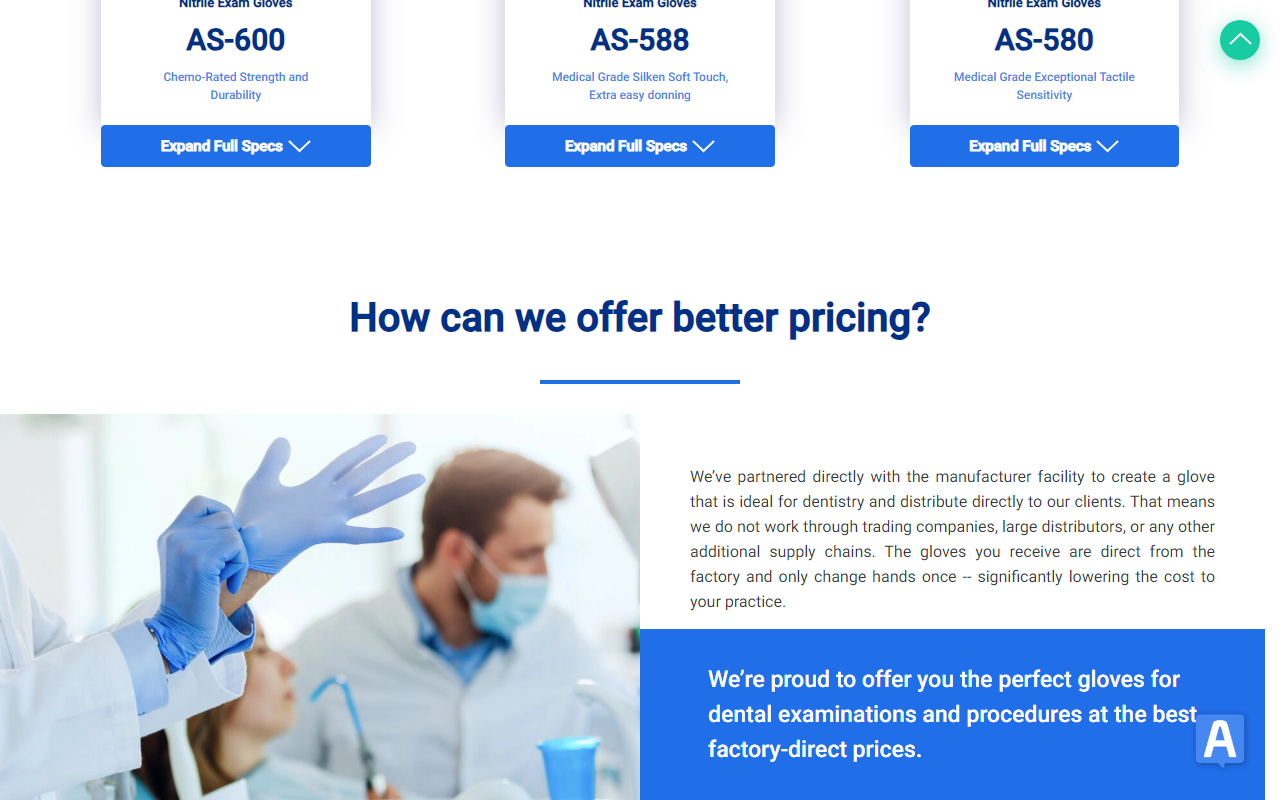 Nitrile Exam Gloves
AS-600
Chemo-Rated Strength and
Durability
Expand Full Specs
Nitrile Exam Gloves
AS-588
Medical Grade Silken Soft Touch,
Extra easy donning
Expand Full Specs
Nitrile Exam Gloves
AS-580
Medical Grade Exceptional Tactile
Sensitivity
Expand Full Specs
How can we offer better pricing?
We’ve partnered directly with the manufacturer facility to create a glove
that is ideal for dentistry and distribute directly to our clients. That means
we do not work through trading companies, large distributors, or any other
additional supply chains. The gloves you receive are direct from the
factory and only change hands once -- significantly lowering the cost to
your practice.
We’re proud to offer you the perfect gloves for
dental examinations and procedures at the best
factory-direct prices.
A